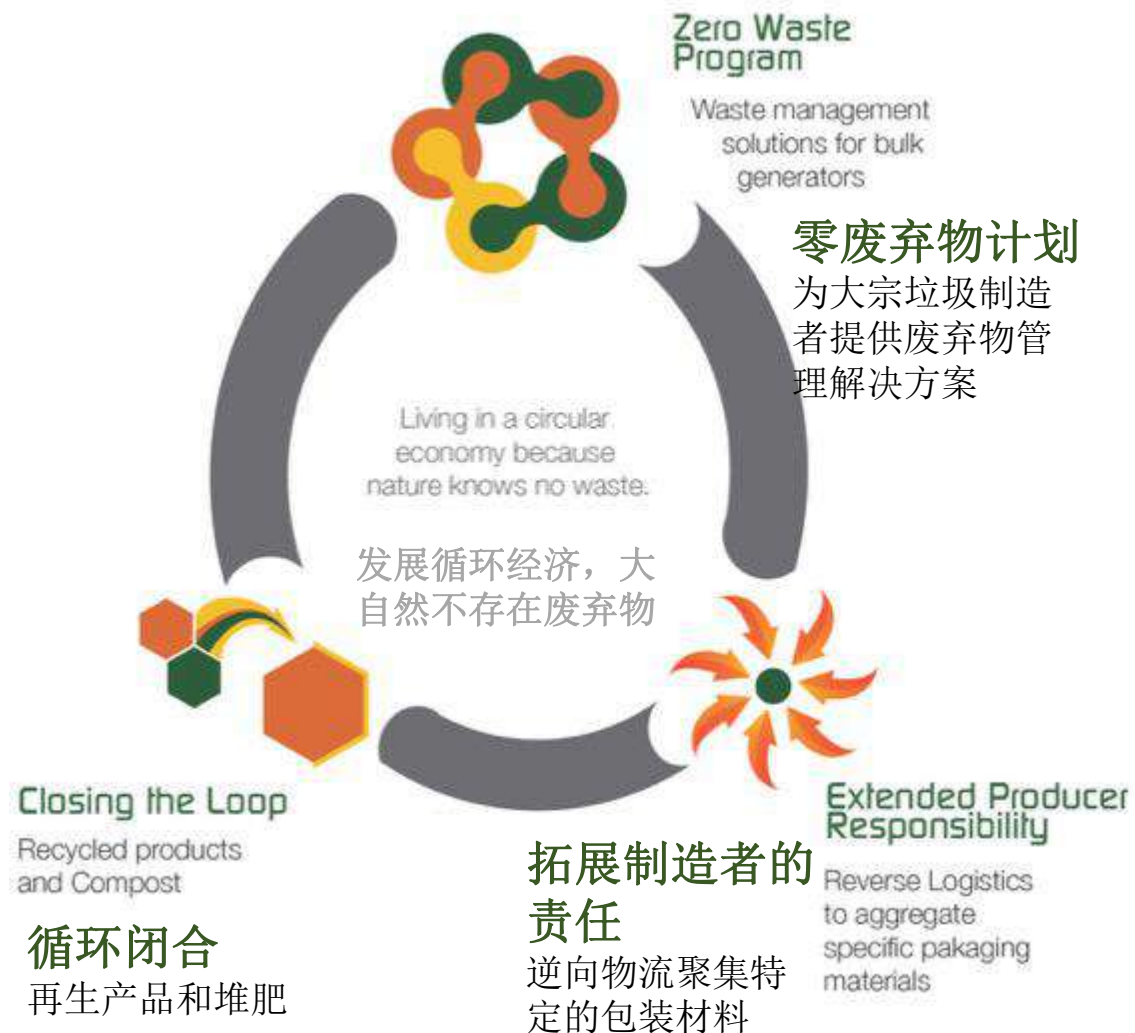 Zero Waste
Program
Waste management
solutions for bulk
generators
零废弃物计划
为大宗垃圾制造
者提供废弃物管
理解决方案
Living in a circular
economy because
nature knows no waste.
发展循环经济，大
自然不存在废弃物
Closing the Loop
Recycled products
and Compost
循环闭合
再生产品和堆肥
Extended Producer
Responsibility
Reverse Logistics
to aggregate
specific pakaging
materials
拓展制造者的
责任
逆向物流聚集特
定的包装材料